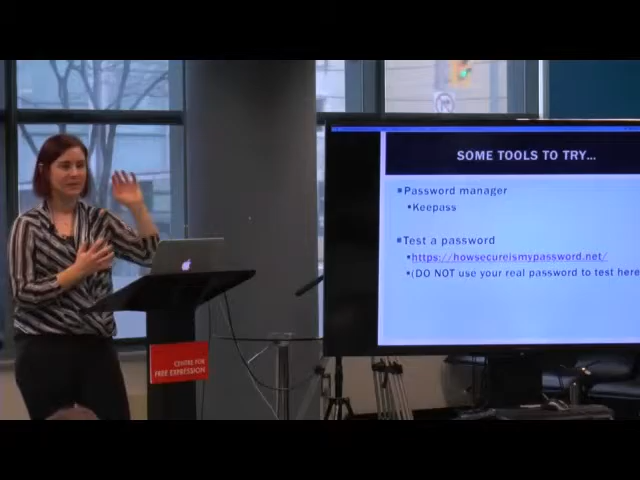 SOME TOOLS TO TRY...
▪Password manager
▪Keepass
▪Test a password
▪https://howsecureismypassword.net/
▪(DO NOT use your real password to test here
CENTRE FOR
FREE EXPRESSION